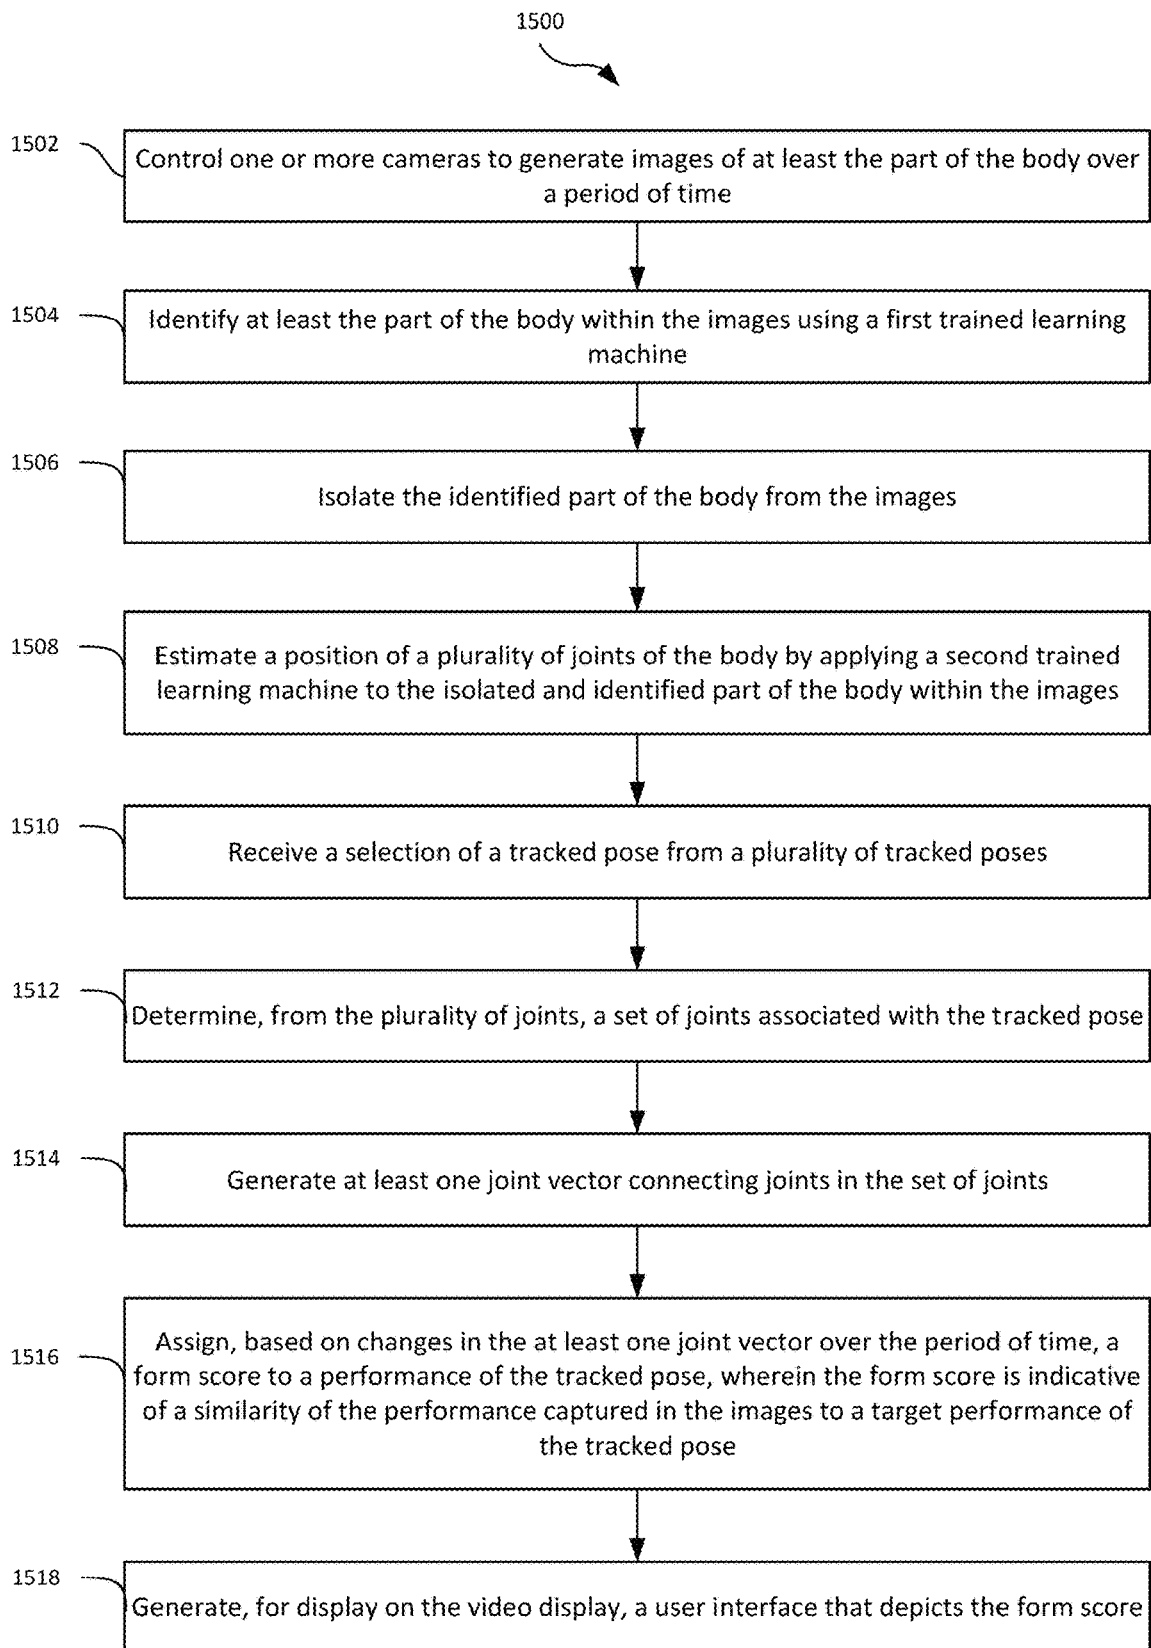 1500
1502
Control one or more cameras to generate images of at least the part of the body over
a period of time
1504
Identify at least the part of the body within the images using a first trained learning
machine
1506
Isolate the identified part of the body from the images
1508
Estimate a position of a plurality of joints of the body by applying a second trained
learning machine to the isolated and identified part of the body within the images
1510
Receive a selection of a tracked pose from a plurality of tracked poses
1512
Determine, from the plurality of joints, a set of joints associated with the tracked pose
1514
Generate at least one joint vector connecting joints in the set of joints
1516
Assign, based on changes in the at least one joint vector over the period of time, a
form score to a performance of the tracked pose, wherein the form score is indicative
of a similarity of the performance captured in the images to a target performance of
the tracked pose
1518
Generate, for display on the video display, a user interface that depicts the form score